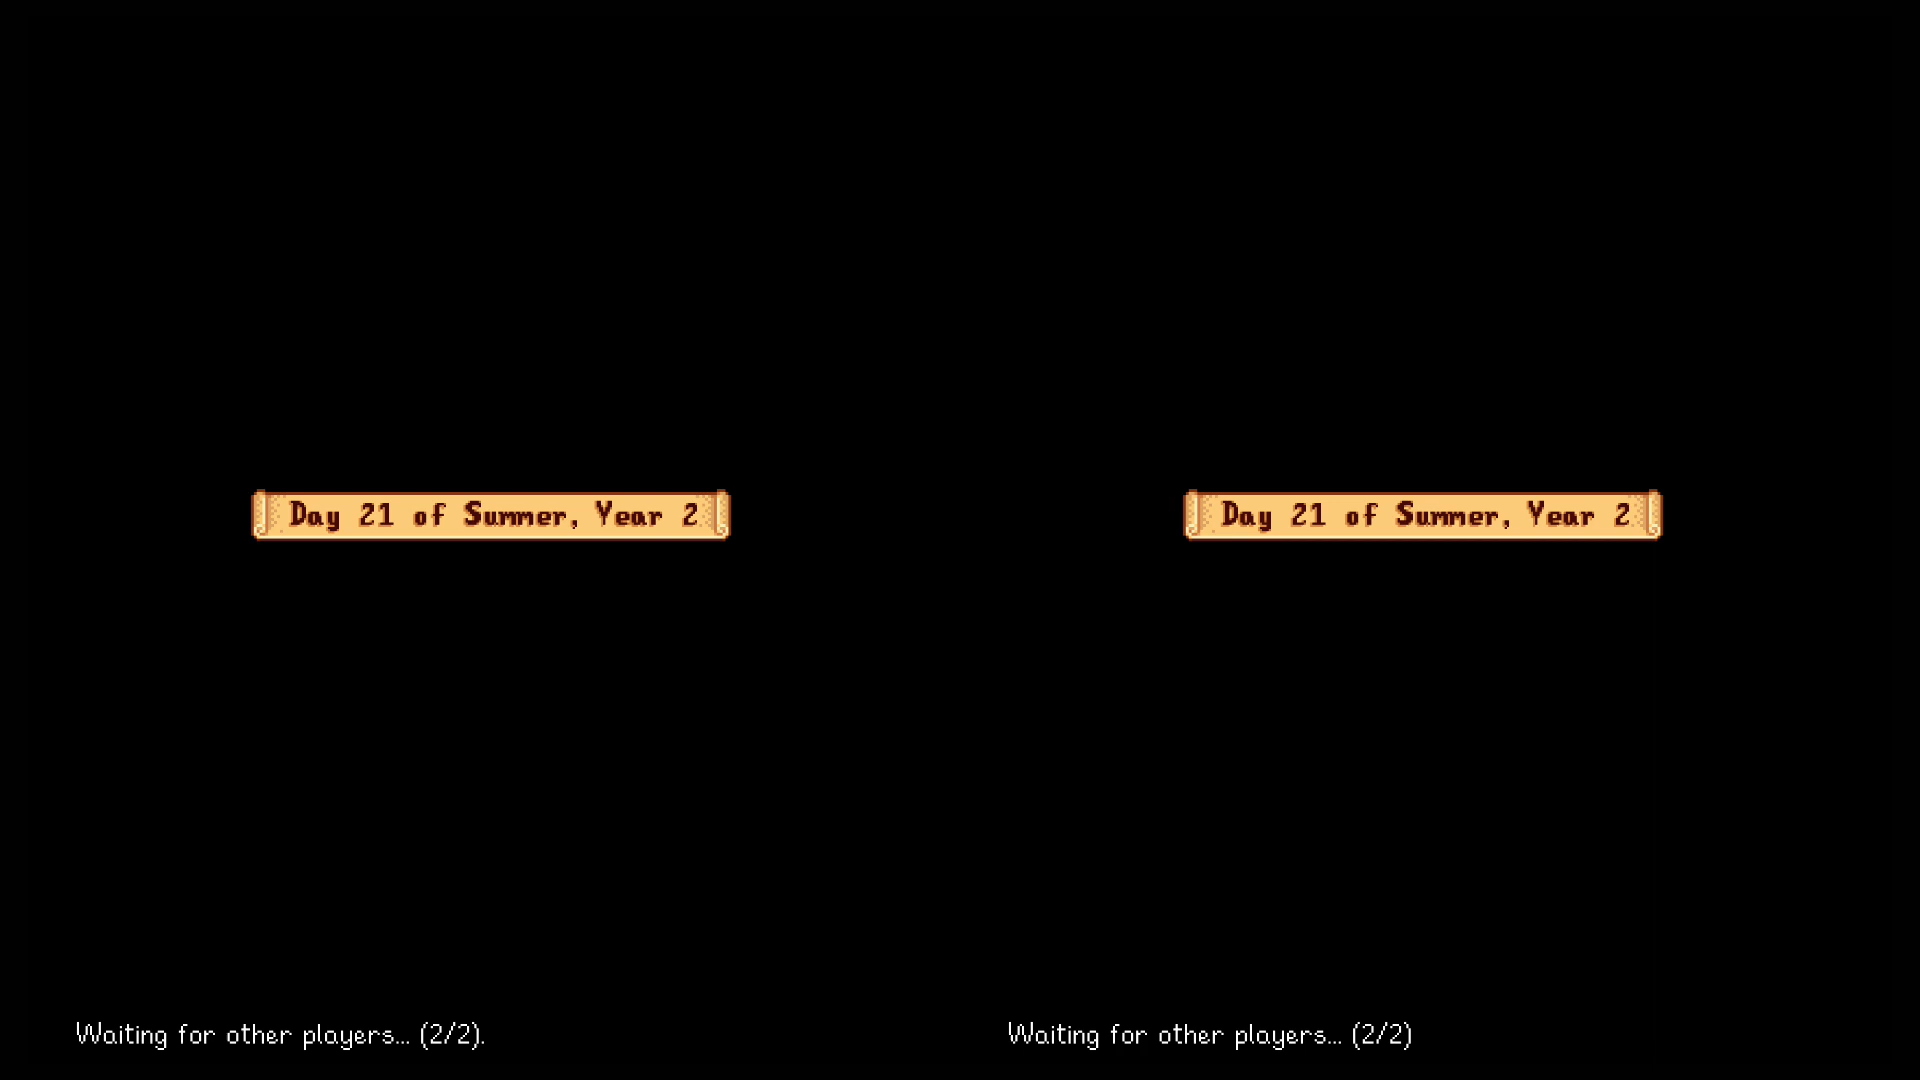 Day 21 of Summer, Year 2
Day 21 of Summer, Year 2
Waiting for other players... (2/2).
Waiting for other players... (2/2)